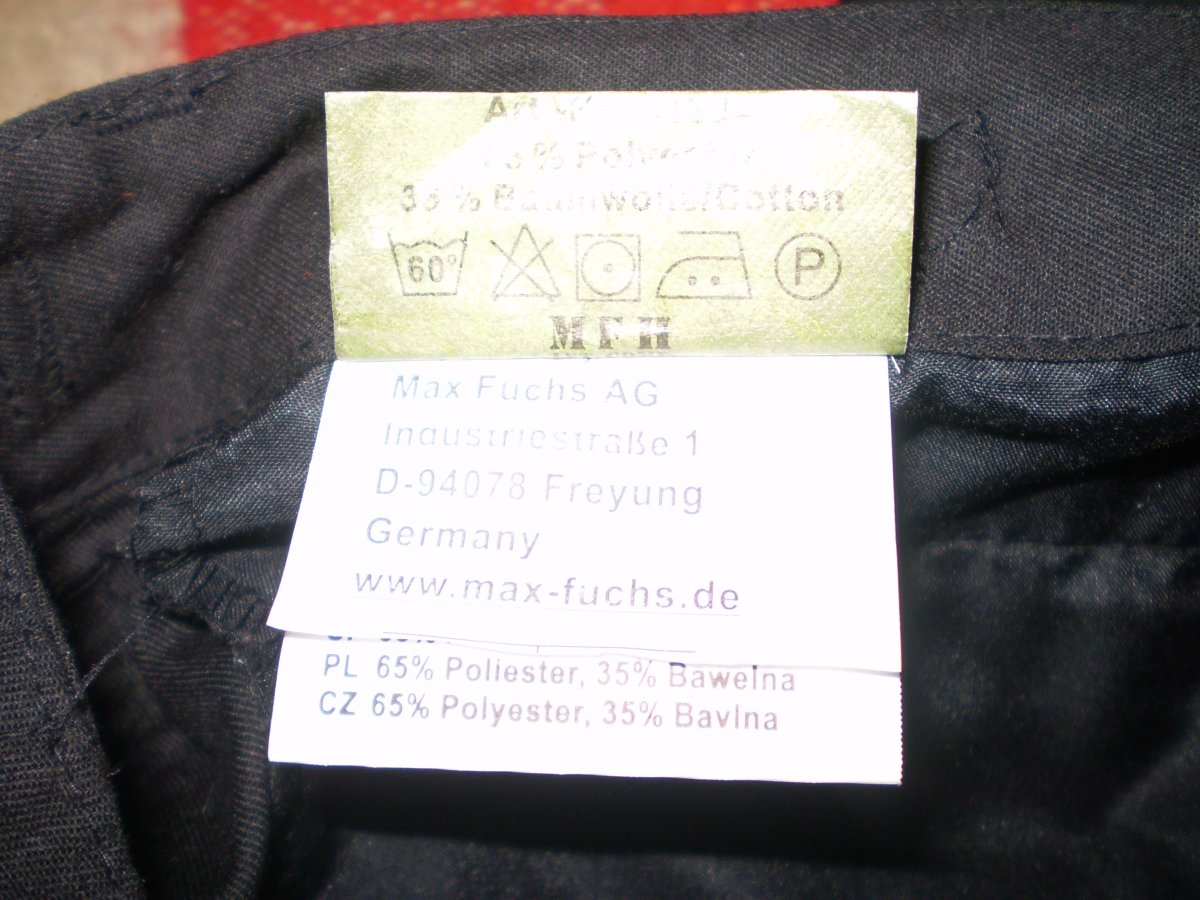 % Polyester
35% Baumwolle/Cotton
60° P
MFH
Max Fuchs AG
Industriestraße 1
D-94078 Freyung
Germany
www.max-fuchs.de
PL 65% Poliester, 35% Bawelna
CZ 65% Polyester, 35% Bavlna